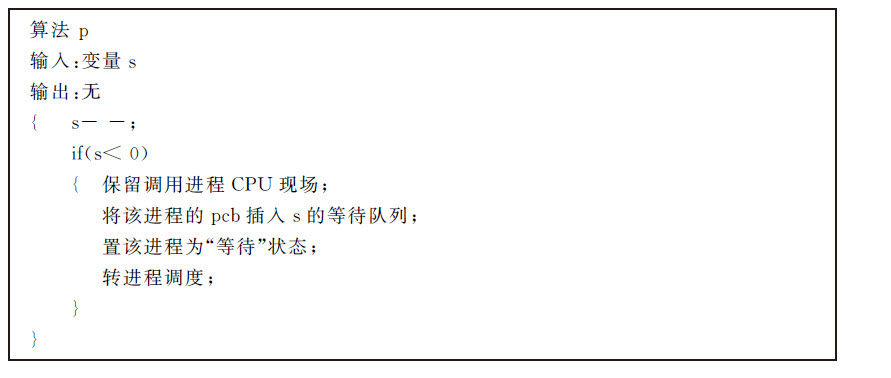 算法 p
输入:变量 s
输出:无
{ s－ －;
if(s＜ 0)
{ 保留调用进程 CPU 现场;
将该进程的 pcb 插入 s 的等待队列;
置该进程为“等待”状态;
转进程调度;
}
}